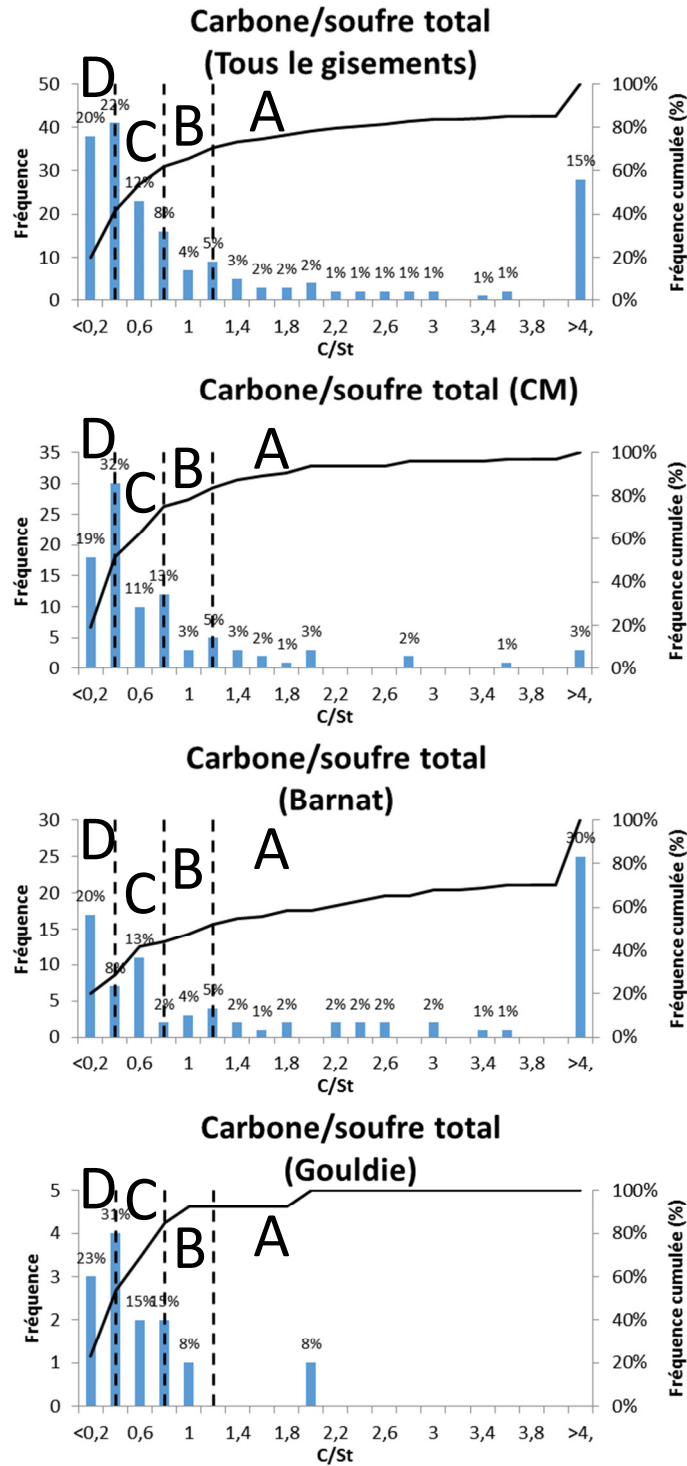 Carbone/soufre total
(Tous le gisements)
D
C
B
A
50
40
30
20
10
0
Fréquence
20%
22%
12%
8%
4%
5%
3%
2%
2%
2%
1%
1%
1%
1%
1%
1%
1%
15%
100%
80%
60%
40%
20%
0%
Fréquence cumulée (%)
<0,2 0,6 1 1,4 1,8 2,2 2,6 3 3,4 3,8 >4,
C/St
Carbone/soufre total (CM)
D
C
B
A
35
30
25
20
15
10
5
0
Fréquence
19%
32%
11%
13%
3%
5%
3%
2%
1%
3%
2%
1%
3%
100%
80%
60%
40%
20%
0%
Fréquence cumulée (%)
<0,2 0,6 1 1,4 1,8 2,2 2,6 3 3,4 3,8 >4,
C/St
Carbone/soufre total
(Barnat)
D
C
B
A
30
25
20
15
10
5
0
Fréquence
20%
8%
13%
2%
4%
5%
2%
1%
2%
2%
2%
2%
2%
1%
1%
30%
100%
80%
60%
40%
20%
0%
Fréquence cumulée (%)
<0,2 0,6 1 1,4 1,8 2,2 2,6 3 3,4 3,8 >4,
C/St
Carbone/soufre total
(Gouldie)
D
C
B
A
5
4
3
2
1
0
Fréquence
23%
31%
15%
15%
8%
8%
100%
80%
60%
40%
20%
0%
Fréquence cumulée (%)
<0,2 0,6 1 1,4 1,8 2,2 2,6 3 3,4 3,8 >4,
C/St